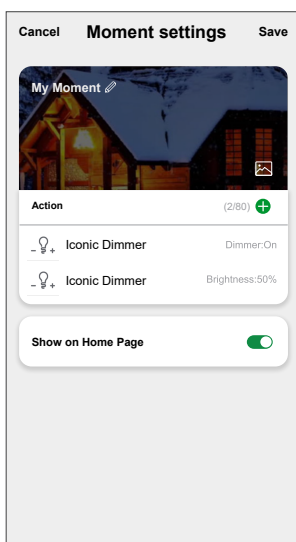 Cancel Moment settings Save
My Moment
Action (2/80)
Iconic Dimmer Dimmer:On
Iconic Dimmer Brightness:50%
Show on Home Page